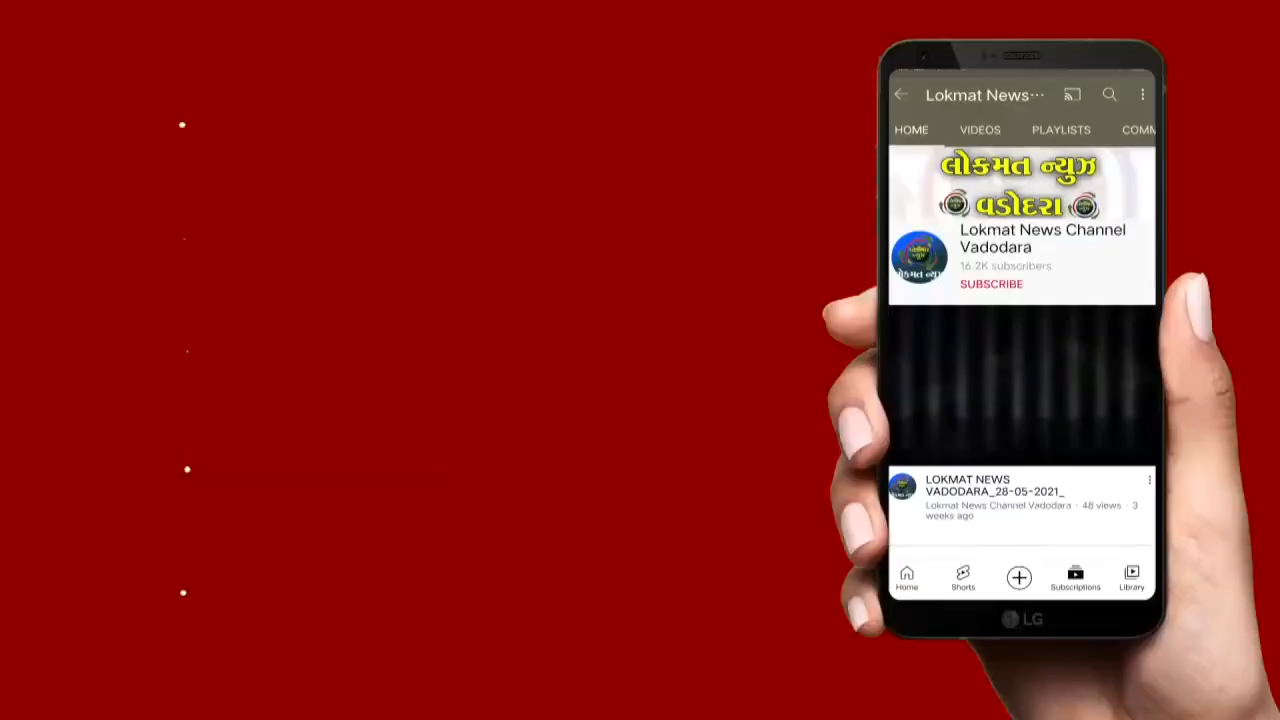 Lokmat News...
HOME VIDEOS PLAYLISTS COMM
લોકમત ન્યુઝ
વડોદરા
Lokmat News Channel
Vadodara
16.2K subscribers
SUBSCRIBE
LOKMAT NEWS
VADODARA_28-05-2021_
Lokmat News Channel Vadodara · 48 views · 3
weeks ago
Home Shorts Subscriptions Library
LG